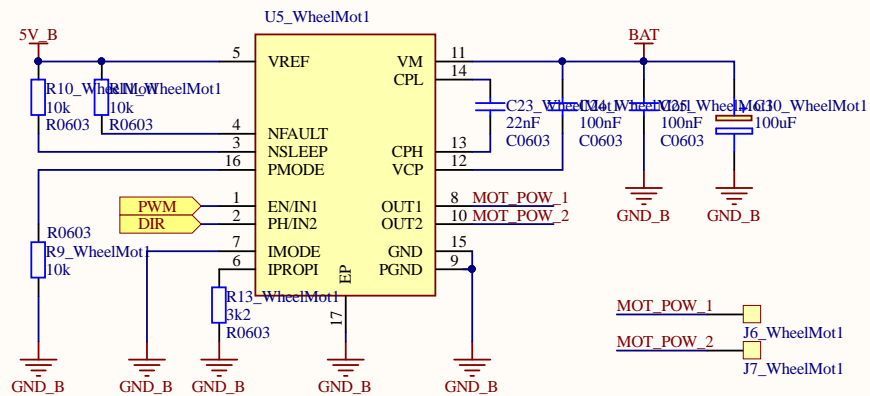 U5_WheelMot1
5V_B
BAT
5
VREF
VM
11
CPL
14
R10_WheelMot1
10k
R0603
R11_WheelMot1
10k
R0603
C23_WheelMot1
22nF
C0603
C24_WheelMot1
100nF
C0603
C25_WheelMot1
100nF
C0603
C30_WheelMot1
100uF
4
NFAULT
3
NSLEEP
CPH
13
16
PMODE
VCP
12
PWM
1
EN/IN1
OUT1
8
MOT_POW_1
DIR
2
PH/IN2
OUT2
10
MOT_POW_2
GND_B
GND_B
R0603
R9_WheelMot1
10k
7
IMODE
GND
15
6
IPROPI
PGND
9
EP
17
R13_WheelMot1
3k2
R0603
MOT_POW_1
J6_WheelMot1
MOT_POW_2
J7_WheelMot1
GND_B
GND_B
GND_B
GND_B
GND_B